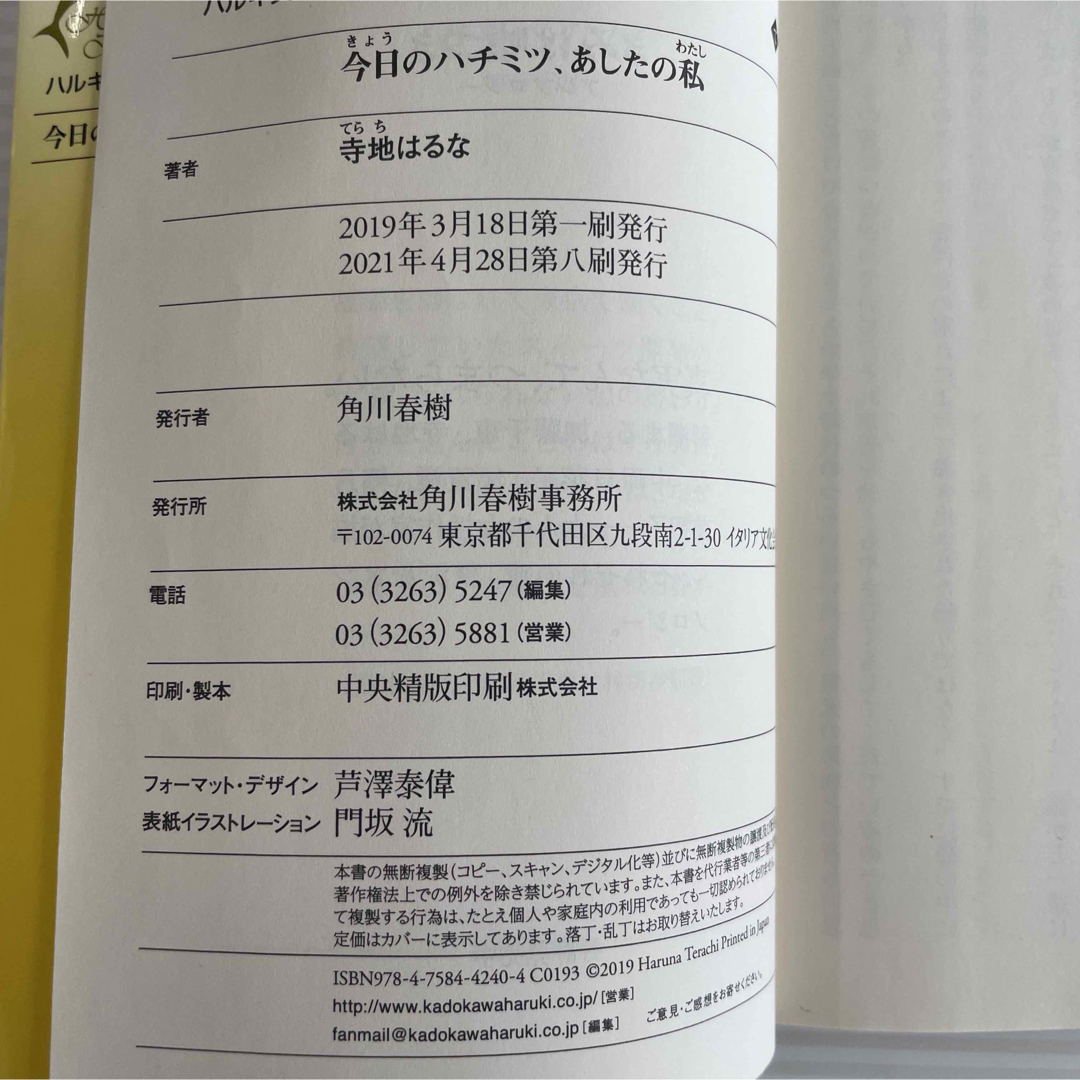 ハルキ
きょう
わたし
今日のハチミツ、あしたの私
てら ち
著者
寺地はるな
2019年3月18日第一刷発行
2021年4月28日第八刷発行
発行者
角川春樹
発行所
株式会社角川春樹事務所
〒102-0074 東京都千代田区九段南2-1-30 イタリア文化
電話
03(3263)5247(編集)
03(3263)5881(営業)
印刷・製本
中央精版印刷株式会社
フォーマット・デザイン
芦澤泰偉
表紙イラストレーション
門坂 流
本書の無断複製(コピー、スキャン、デジタル化等)並びに無断複製物の譲渡及び
著作権法上での例外を除き禁じられています。また、本書を代行業者等の第三者に
て複製する行為は、たとえ個人や家庭内の利用であっても一切認められておりません
定価はカバーに表示してあります。落丁・乱丁はお取り替えいたします。
ISBN978-4-7584-4240-4 C0193 ©2019 Haruna Terachi Printed in Japan
http://www.kadokawaharuki.co.jp/[営業]
fanmail@kadokawaharuki.co.jp[編集]
ご意見・ご感想をお寄せください。
ハルキ
今日の